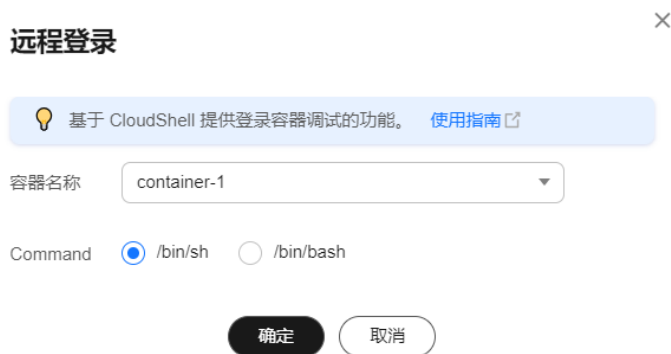 远程登录
基于 CloudShell 提供登录容器调试的功能。 使用指南
容器名称 container-1
Command /bin/sh /bin/bash
确定 取消